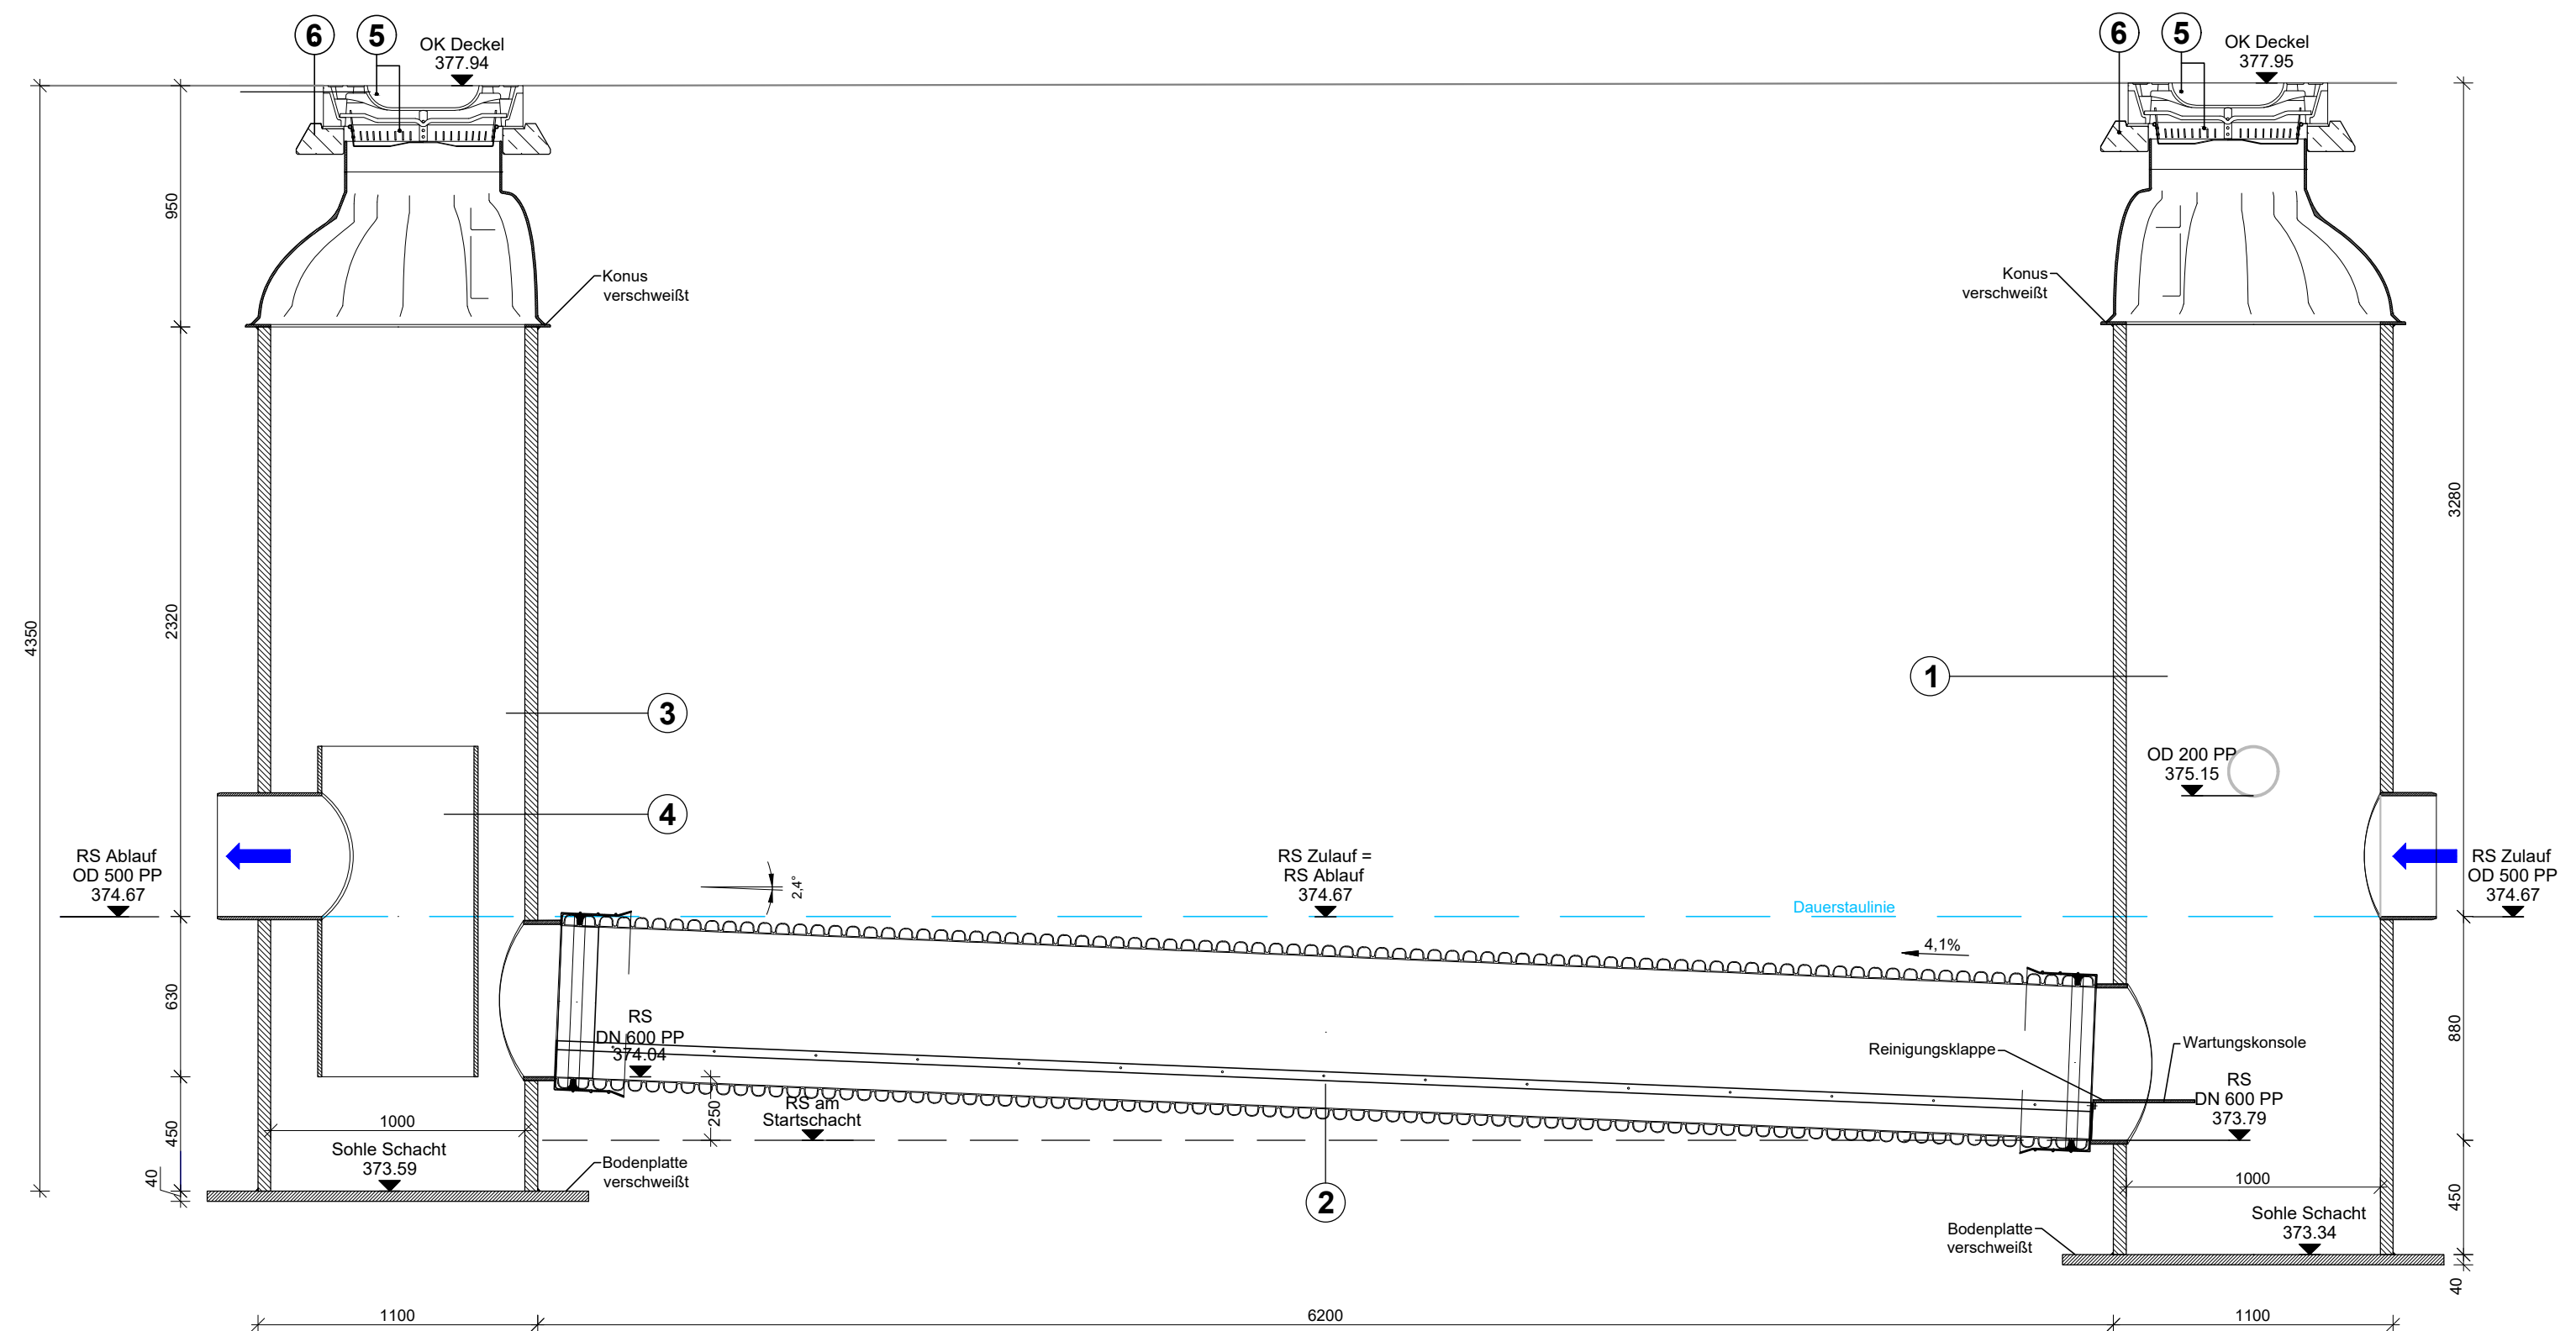 6
5
OK Deckel
377.94
6
5
OK Deckel
377.95
950
Konus
verschweißt
Konus
verschweißt
3280
2320
4350
3
1
4
OD 200 PP
375.15
RS Ablauf
OD 500 PP
374.67
2,4°
RS Zulauf =
RS Ablauf
374.67
Dauerstaulinie
RS Zulauf
OD 500 PP
374.67
4,1%
630
RS
DN 600 PP
374.04
Reinigungsklappe
Wartungskonsole
880
RS
DN 600 PP
373.79
250
RS am
Startschacht
450
1000
Sohle Schacht
373.59
40
Bodenplatte
verschweißt
2
1000
450
Sohle Schacht
373.34
Bodenplatte
verschweißt
40
1100
6200
1100